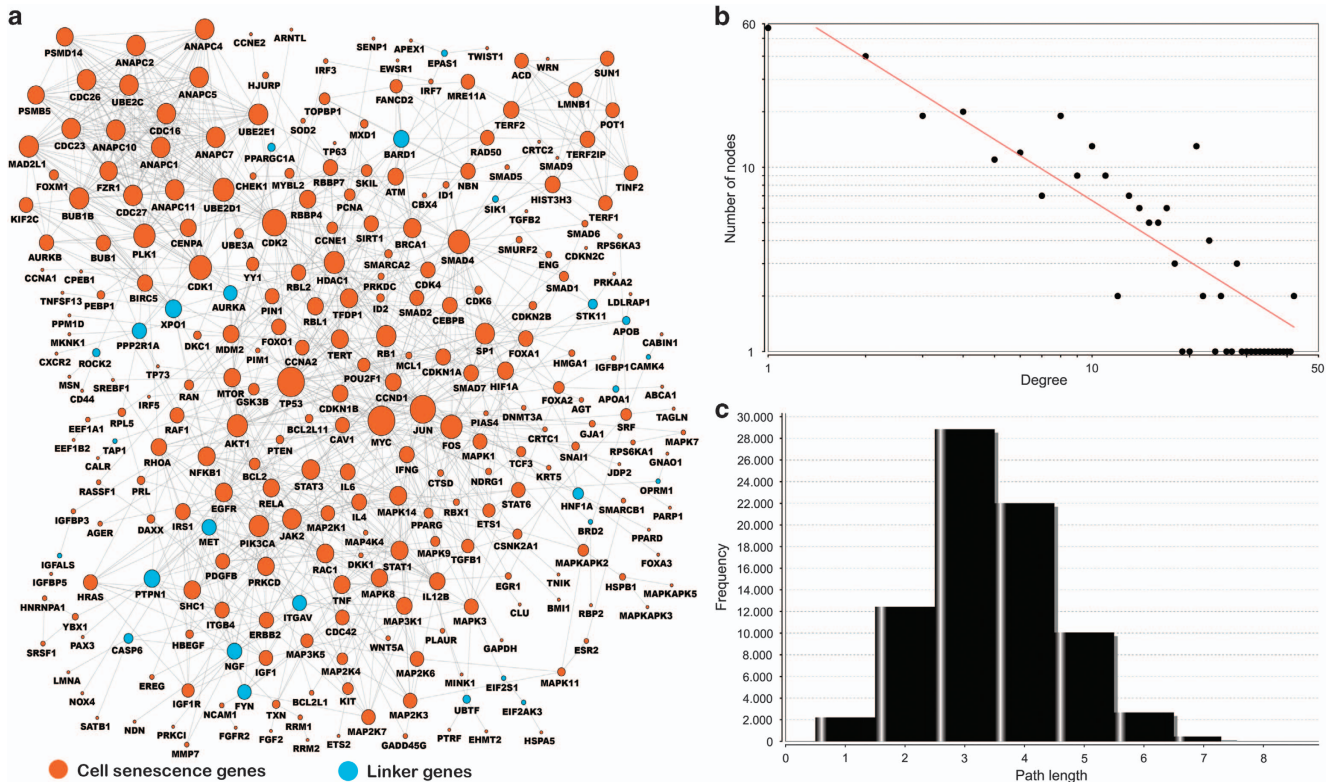 a
ANAPC4
CCNE2
ARNTL
PSMD14
ANAPC2
SENP1
APEX1
TWIST1
EPAS1
WRN
SUN1
IRF3
EWSR1
ACD
HJURP
CDC26
UBE2C
ANAPC5
IRF7
MRE11A
FANCD2
LMNB1
PSMB5
TOPBP1
POT1
CDC16
UBE2E1
SOD2
MXD1
TERF2
CDC23
ANAPC10
ANAPC7
PPARGC1A
TP63
BARD1
CRTC2
TERF2IP
MAD2L1
ANAPC1
RAD50
SMAD9
FOXM1
FZR1
CHEK1
MYBL2
RBBP7
SKIL
ATM
NBN
SMAD5
TINF2
KIF2C
BUB1B
CDC27
ANAPC11
UBE2D1
RBBP4
PCNA
CBX4
ID1
SIK1
HIST3H3
TERF1
TGFB2
AURKB
BUB1
PLK1
CENPA
UBE3A
CDK2
CCNE1
SIRT1
BRCA1
SMAD4
SMURF2
SMAD6
RPS6KA3
CCNA1
CPEB1
CDK1
YY1
RBL2
HDAC1
SMARCA2
PRKDC
CDK4
ENG
CDKN2C
SMAD1
PRKAA2
TNFSF13
PEBP1
BIRC5
AURKA
PIN1
RBL1
TFDP1
ID2
SMAD2
CDK6
CEBPB
CDKN2B
LDLRAP1
STK11
PPM1D
XPO1
MKNK1
PPP2R1A
DKC1
MDM2
FOXO1
CCNA2
TERT
RB1
SP1
FOXA1
APOB
CABIN1
CXCR2
ROCK2
PIM1
MCL1
CDKN1A
HMGA1
IGFBP1
CAMK4
MSN
SREBF1
TP73
POU2F1
SMAD7
HIF1A
CD44
RAN
MTOR
GSK3B
TP53
CCND1
FOXA2
APOA1
ABCA1
IRF5
CDKN1B
AGT
EEF1A1
RPL5
RAF1
BCL2L11
JUN
PIAS4
DNMT3A
TAGLN
EEF1B2
TAP1
AKT1
CAV1
MYC
FOS
CRTC1
GJA1
SRF
MAPK7
CALR
RHOA
PTEN
MAPK1
TCF3
SNAI1
RPS6KA1
GNAO1
NFKB1
BCL2
IFNG
NDRG1
JDP2
RASSF1
PRL
STAT3
IL6
CTSD
KRT5
OPRM1
IGFBP3
EGFR
RELA
MAPK14
RBX1
STAT6
HNF1A
SMARCB1
AGER
DAXX
IRS1
IL4
PPARG
ETS1
PARP1
MET
PIK3CA
JAK2
MAP2K1
BRD2
PPARD
MAP4K4
MAPK9
CSNK2A1
IGFALS
PDGFB
PRKCD
RAC1
DKK1
STAT1
TGFB1
MAPKAPK2
FOXA3
IGFBP5
HRAS
PTPN1
EGR1
TNIK
HSPB1
MAPKAPK5
HNRNPA1
SHC1
TNF
MAPK8
IL12B
CLU
BMI1
RBP2
MAPKAPK3
YBX1
ITGB4
ITGAV
CDC42
MAP3K1
MAPK3
SRSF1
PAX3
CASP6
HBEGF
ERBB2
MAP3K5
WNT5A
PLAUR
GAPDH
ESR2
LMNA
EREG
NGF
IGF1
MAP2K4
MAP2K6
MINK1
EIF2S1
MAPK11
NOX4
IGF1R
FYN
BCL2L1
KIT
MAP2K3
UBTF
EIF2AK3
SATB1
NDN
NCAM1
TXN
RRM1
PRKCI
FGFR2
FGF2
MAP2K7
PTRF
EHMT2
HSPA5
MMP7
RRM2
ETS2
GADD45G
Cell senescence genes
Linker genes
b
60
10
1
Number of nodes
1
10
50
Degree
c
30.000
28.000
26.000
24.000
22.000
20.000
18.000
16.000
14.000
12.000
10.000
8.000
6.000
4.000
2.000
0
Frequency
0 1 2 3 4 5 6 7 8
Path length